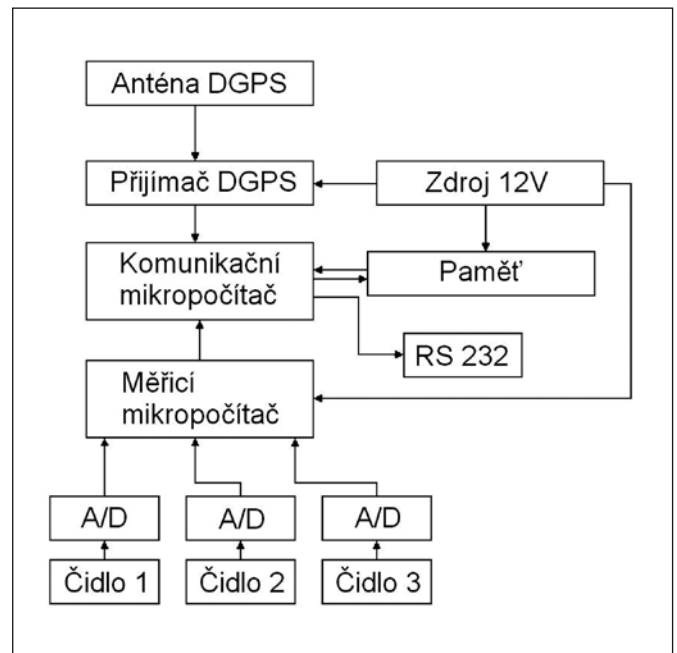 Anténa DGPS
Přijímač DGPS
Zdroj 12V
Komunikační
mikropočítač
Paměť
RS 232
Měřicí
mikropočítač
A/D
A/D
A/D
Čidlo 1
Čidlo 2
Čidlo 3